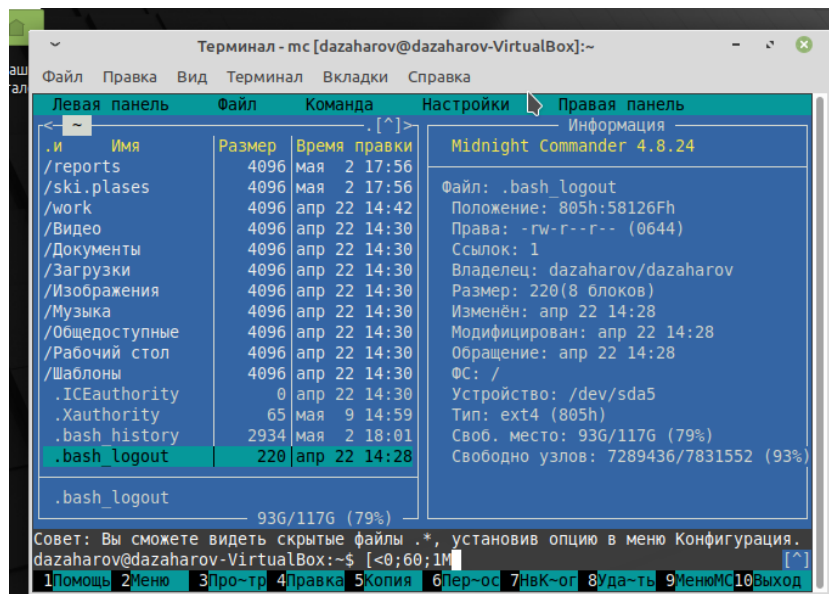 Терминал - mc [dazaharov@dazaharov-VirtualBox]:~
Файл Правка Вид Терминал Вкладки Справка
Левая панель Файл Команда Настройки Правая панель
<- ~ .[^]>
Информация
.и Имя Размер Время правки
Midnight Commander 4.8.24
/reports 4096 мая 2 17:56
/ski.plases 4096 мая 2 17:56
Файл: .bash_logout
/work 4096 апр 22 14:42
Положение: 805h:58126Fh
/Видео 4096 апр 22 14:30
Права: -rw-r--r-- (0644)
/Документы 4096 апр 22 14:30
Ссылок: 1
/Загрузки 4096 апр 22 14:30
Владелец: dazaharov/dazaharov
/Изображения 4096 апр 22 14:30
Размер: 220(8 блоков)
/Музыка 4096 апр 22 14:30
Изменён: апр 22 14:28
/Общедоступные 4096 апр 22 14:30
Модифицирован: апр 22 14:28
/Рабочий стол 4096 апр 22 14:30
Обращение: апр 22 14:28
/Шаблоны 4096 апр 22 14:30
ФС: /
.ICEauthority 0 апр 22 14:30
Устройство: /dev/sda5
.Xauthority 65 мая 9 14:59
Тип: ext4 (805h)
.bash_history 2934 мая 2 18:01
Своб. место: 93G/117G (79%)
.bash_logout 220 апр 22 14:28
Свободно узлов: 7289436/7831552 (93%)
.bash_logout
93G/117G (79%)
Совет: Вы сможете видеть скрытые файлы .*, установив опцию в меню Конфигурация.
dazaharov@dazaharov-VirtualBox:~$ [<0;60;1M [^]
1Помощь 2Меню 3Про~тр 4Правка 5Копия 6Пер~ос 7НвК~ог 8Уда~ть 9МенюMC 10Выход